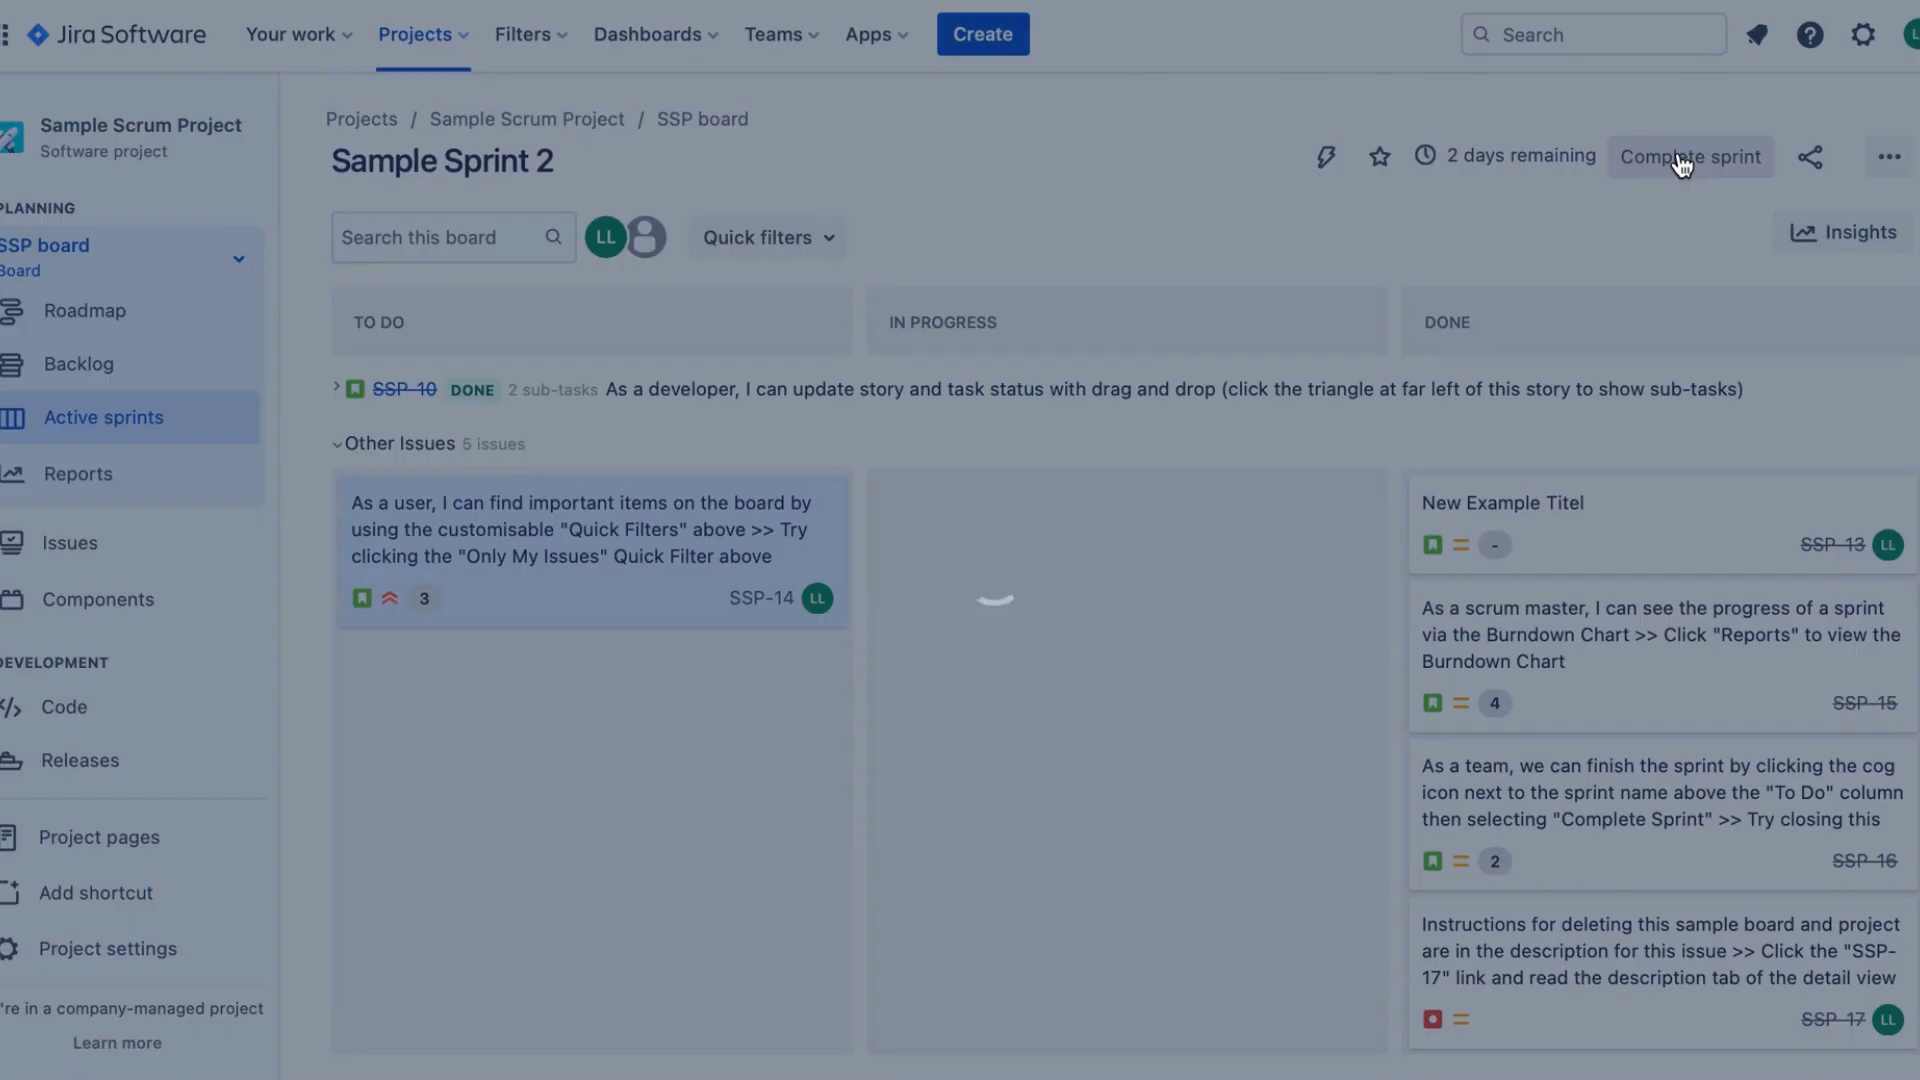 Jira Software
Your work
Projects
Filters
Dashboards
Teams
Apps
Create
Search
L
Sample Scrum Project
Software project
PLANNING
SSP board
Board
Roadmap
Backlog
Active sprints
Reports
Issues
Components
DEVELOPMENT
Code
Releases
Project pages
Add shortcut
Project settings
're in a company-managed project
Learn more
Projects / Sample Scrum Project / SSP board
Sample Sprint 2
2 days remaining
Complete sprint
Search this board
LL
Quick filters
Insights
TO DO
IN PROGRESS
DONE
SSP-10 DONE 2 sub-tasks As a developer, I can update story and task status with drag and drop (click the triangle at far left of this story to show sub-tasks)
Other Issues 5 issues
As a user, I can find important items on the board by
using the customisable "Quick Filters" above >> Try
clicking the "Only My Issues" Quick Filter above
3
SSP-14 LL
New Example Titel
-
SSP-13 LL
As a scrum master, I can see the progress of a sprint
via the Burndown Chart >> Click "Reports" to view the
Burndown Chart
4
SSP-15
As a team, we can finish the sprint by clicking the cog
icon next to the sprint name above the "To Do" column
then selecting "Complete Sprint" >> Try closing this
2
SSP-16
Instructions for deleting this sample board and project
are in the description for this issue >> Click the "SSP-
17" link and read the description tab of the detail view
SSP-17 LL